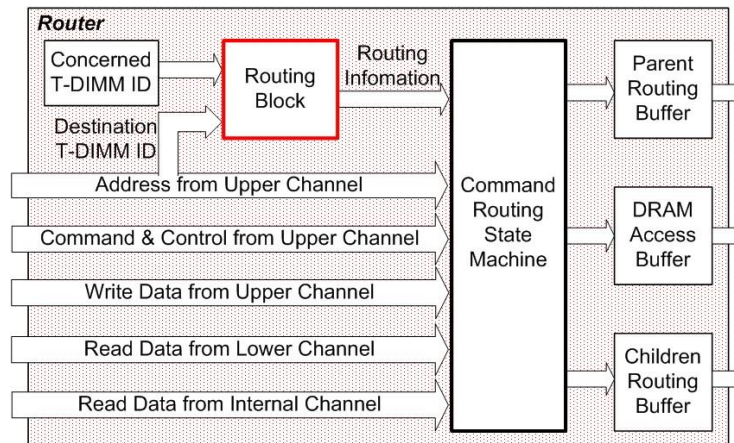 Router
Concerned
T-DIMM ID
Routing
Block
Routing
Infomation
Parent
Routing
Buffer
Destination
T-DIMM ID
Address from Upper Channel
Command & Control from Upper Channel
Write Data from Upper Channel
Read Data from Lower Channel
Read Data from Internal Channel
Command
Routing
State
Machine
DRAM
Access
Buffer
Children
Routing
Buffer